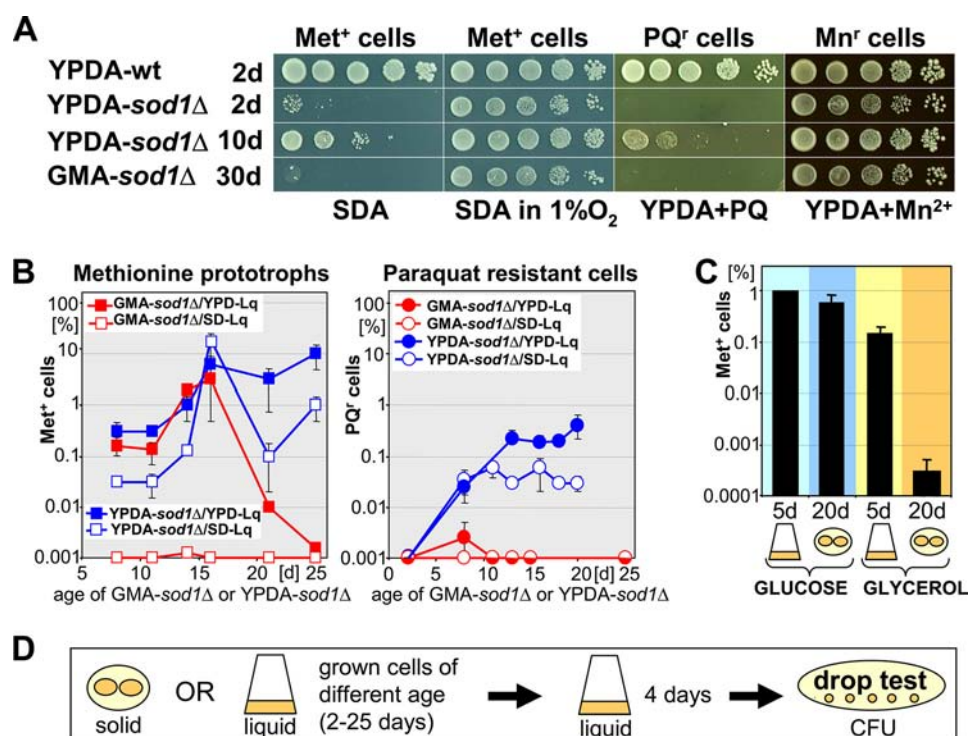 A
Met⁺ cells Met⁺ cells PQʳ cells Mnʳ cells
YPDA-wt 2d
YPDA-sod1Δ 2d
YPDA-sod1Δ 10d
GMA-sod1Δ 30d
SDA SDA in 1%O₂ YPDA+PQ YPDA+Mn²⁺
B
Methionine prototrophs
100
[%]
10
1
0.1
0.01
0.001
Met⁺ cells
GMA-sod1Δ/YPD-Lq
GMA-sod1Δ/SD-Lq
YPDA-sod1Δ/YPD-Lq
YPDA-sod1Δ/SD-Lq
5 10 15 20 [d] 25
age of GMA-sod1Δ or YPDA-sod1Δ
Paraquat resistant cells
100
[%]
10
1
0.1
0.01
0.001
PQʳ cells
GMA-sod1Δ/YPD-Lq
GMA-sod1Δ/SD-Lq
YPDA-sod1Δ/YPD-Lq
YPDA-sod1Δ/SD-Lq
0 5 10 15 20 [d] 25
age of GMA-sod1Δ or YPDA-sod1Δ
C
[%]
1
0.1
0.01
0.001
0.0001
Met⁺ cells
5d 20d 5d 20d
GLUCOSE GLYCEROL
D
solid
OR
liquid
grown cells of
different age
(2-25 days)
liquid
4 days
drop test
CFU